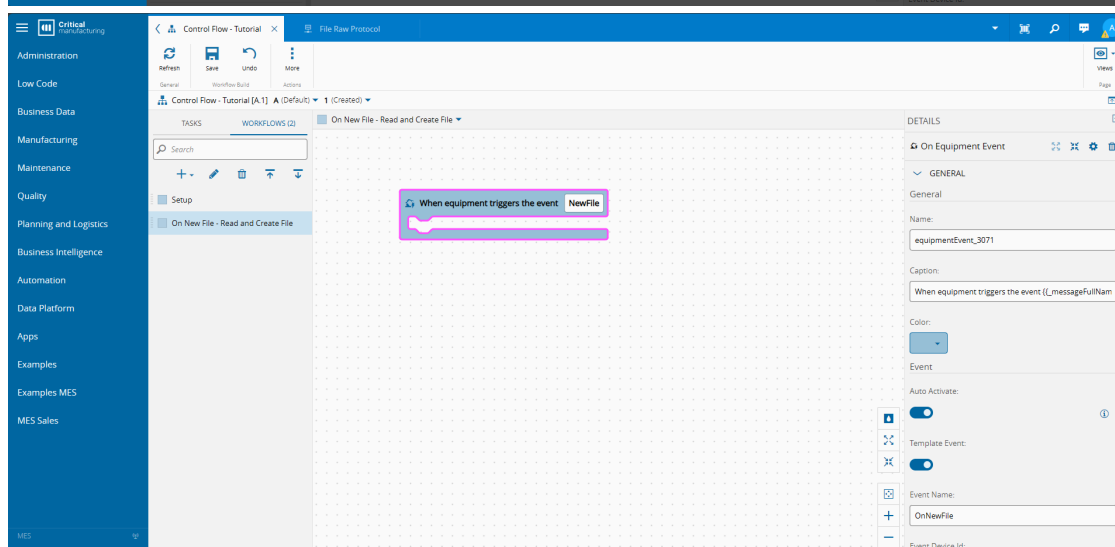 Critical
manufacturing
Control Flow - Tutorial
File Raw Protocol
Administration
Low Code
Business Data
Manufacturing
Maintenance
Quality
Planning and Logistics
Business Intelligence
Automation
Data Platform
Apps
Examples
Examples MES
MES Sales
MES
Refresh
Save
Undo
More
Views
General
Workflow Build
Actions
Page
Control Flow - Tutorial [A.1] A (Default) 1 (Created)
TASKS
WORKFLOWS (2)
Search
Setup
On New File - Read and Create File
On New File - Read and Create File
When equipment triggers the event NewFile
DETAILS
On Equipment Event
GENERAL
General
Name:
equipmentEvent_3071
Caption:
When equipment triggers the event {{_messageFullNam
Color:
Event
Auto Activate:
Template Event:
Event Name:
OnNewFile
Event Device Id: